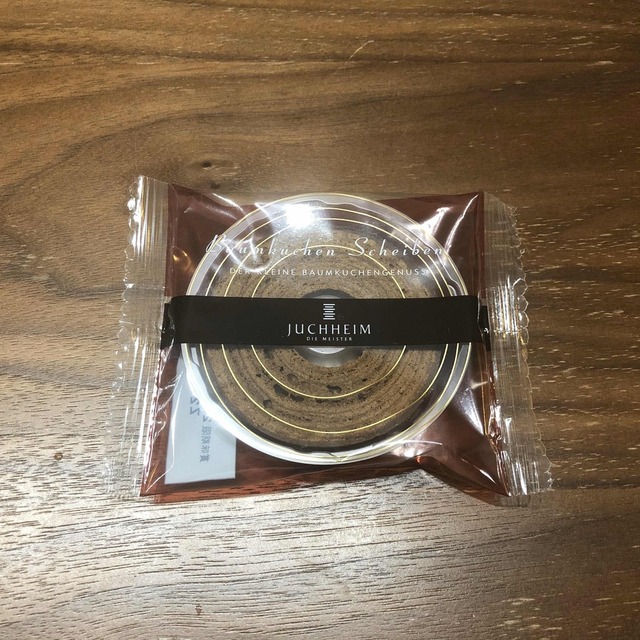 Baumkuchen Scheiben
DER KLEINE BAUMKUCHENGENUSS
JUCHHEIM
DIE MEISTER